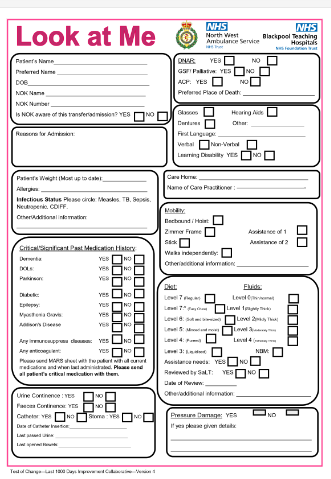 Look at Me
NHS
North West
Ambulance Service
NHS Trust
NHS
Blackpool Teaching
Hospitals
NHS Foundation Trust
Patient's Name
Preferred Name
DOB
NOK Name
NOK Number
Is NOK aware of this transfer/admission? YES NO
DNAR: YES NO
GSF/ Palliative: YES NO
ACP: YES NO
Preferred Place of Death:
Reasons for Admission:
Glasses Hearing Aids
Dentures Other:
First Language:
Verbal Non-Verbal
Learning Disability YES NO
Patient's Weight (Most up to date):
Allergies:
Infectious Status Please circle: Measles, TB, Sepsis,
Neutropenic, CDIFF.
Other/Additional Information:
Care Home:
Name of Care Practitioner :
Mobility:
Bedbound / Hoist
Zimmer Frame Assistance of 1
Stick Assistance of 2
Walks independently:
Other/additional information:
Critical/Significant Past Medication History:
Dementia YES NO
DOLs: YES NO
Parkinson: YES NO
Diabetic: YES NO
Epilepsy: YES NO
Myasthenia Gravis: YES NO
Addison's Disease YES NO
Any Immunosuppress diseases: YES NO
Any anticoagulant: YES NO
Please send MARS sheet with the patient with all current
medications and when last administrated. Please send
all patient's critical medication with them.
Diet: Fluids:
Level 7 (Regular) Level 0
Level 7 * (Easy Chew) Level 1 (Slightly Thick)
Level 6: Level 2 (Mildly Thick)
Level 5: (Minced and moist) Level 3 (Moderately Thick)
Level 4: (Pureed) Level 4 (Extremely Thick)
Level 3: (Liquidised) NBM:
Assistance needs: YES NO
Reviewed by SaLT: YES NO
Date of Review:
Other/additional information:
Urine Continence : YES NO
Faeces Continence: YES NO
Catheter: YES NO Stoma : YES NO
Date of Catheter Insertion:
Last passed Urine:
Last opened Bowels:
Pressure Damage: YES NO
If yes please given details:
Test of Change—Last 1000 Days Improvement Collaborative—Version 1